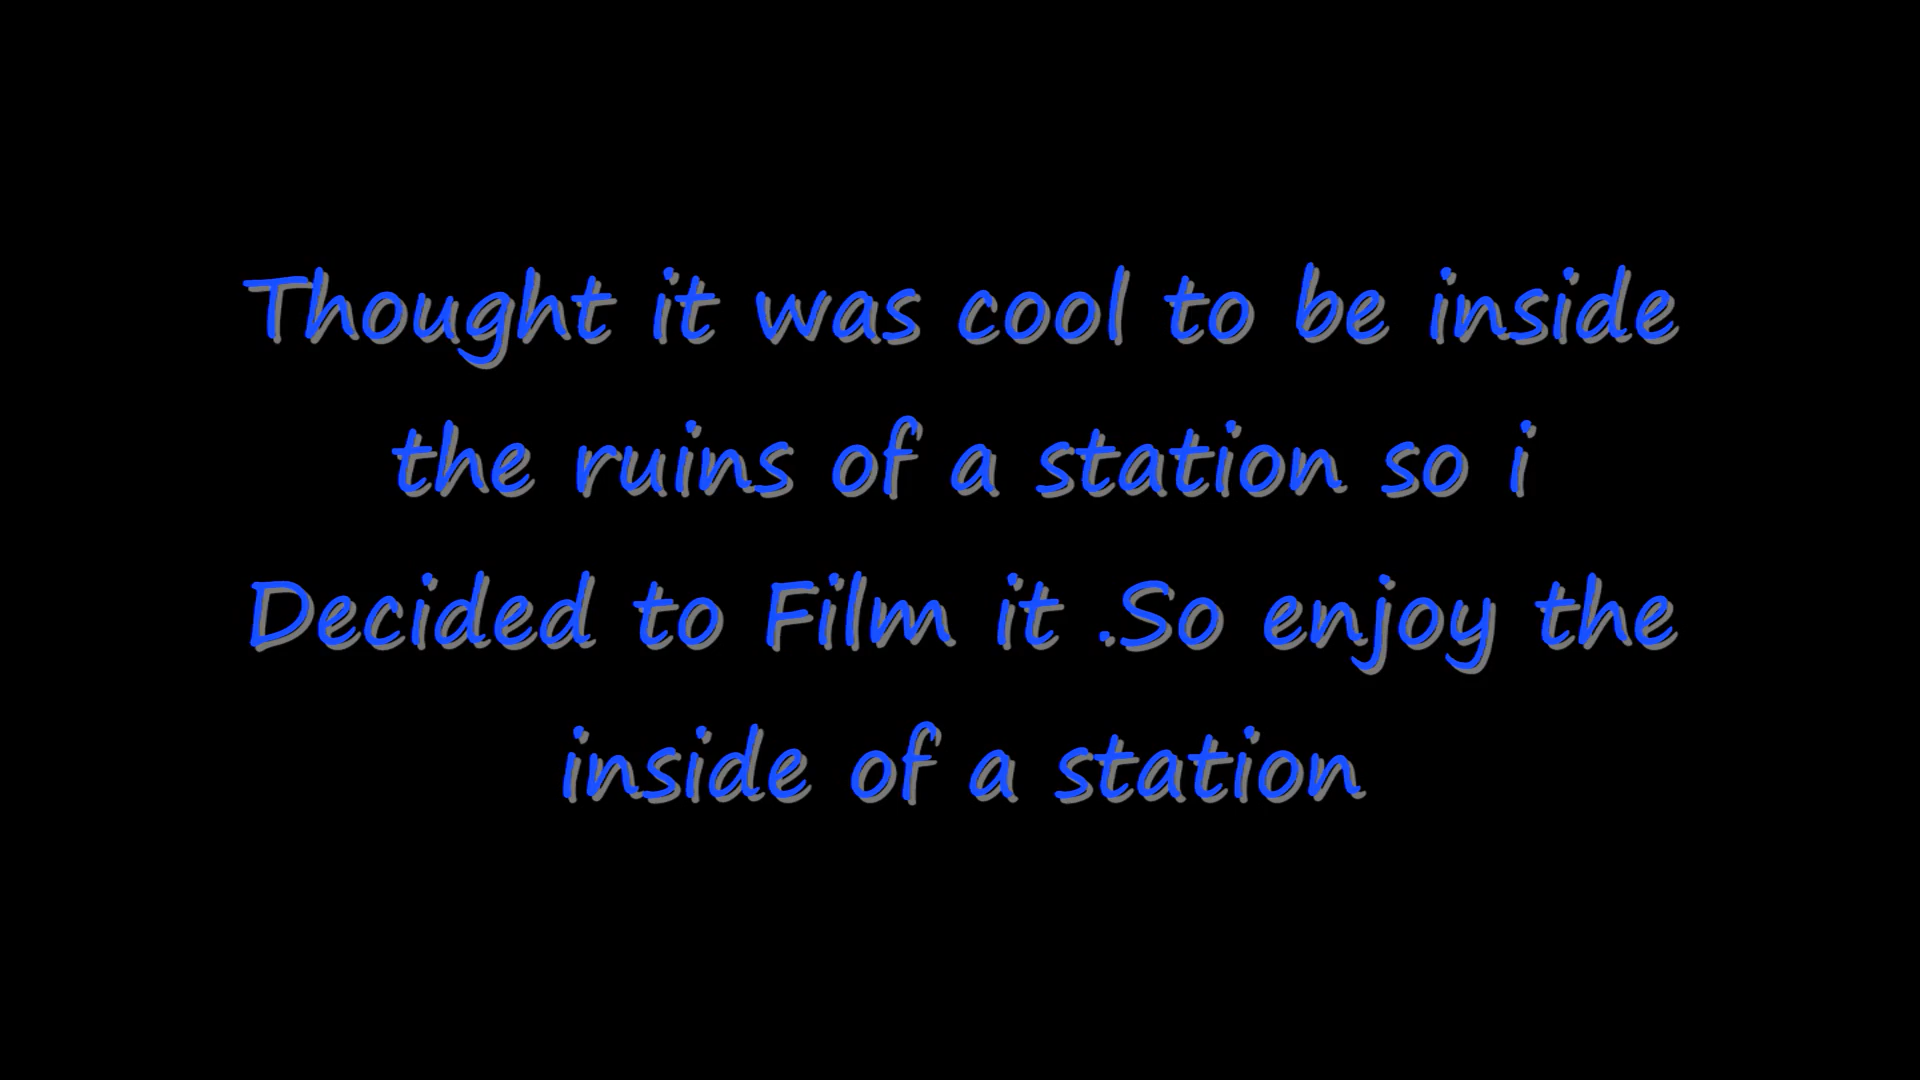 Thought it was cool to be inside
the ruins of a station so i
Decided to Film it .So enjoy the
inside of a station